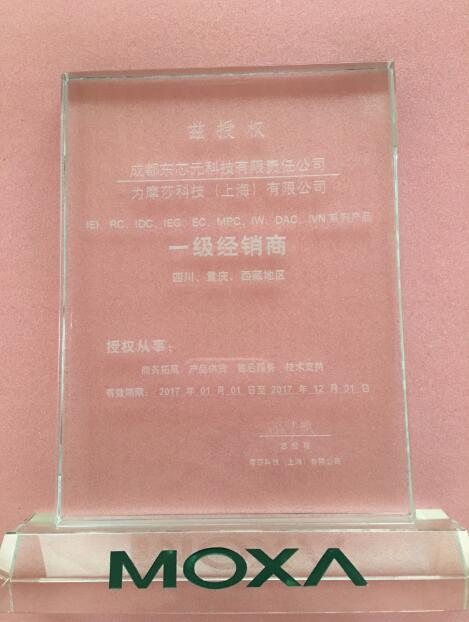 兹授权
成都东芯元科技有限责任公司
为摩莎科技（上海）有限公司
IEI、RC、IDC、IEG、EC、MPC、IW、DAC、IVN 系列产品
一级经销商
四川、重庆、西藏地区
授权从事：
商务拓展 产品供货 售后服务 技术支持
有效期限： 2017 年 01 月 01 日至 2017 年 12 月 31 日
总经理
摩莎科技（上海）有限公司
MOXA